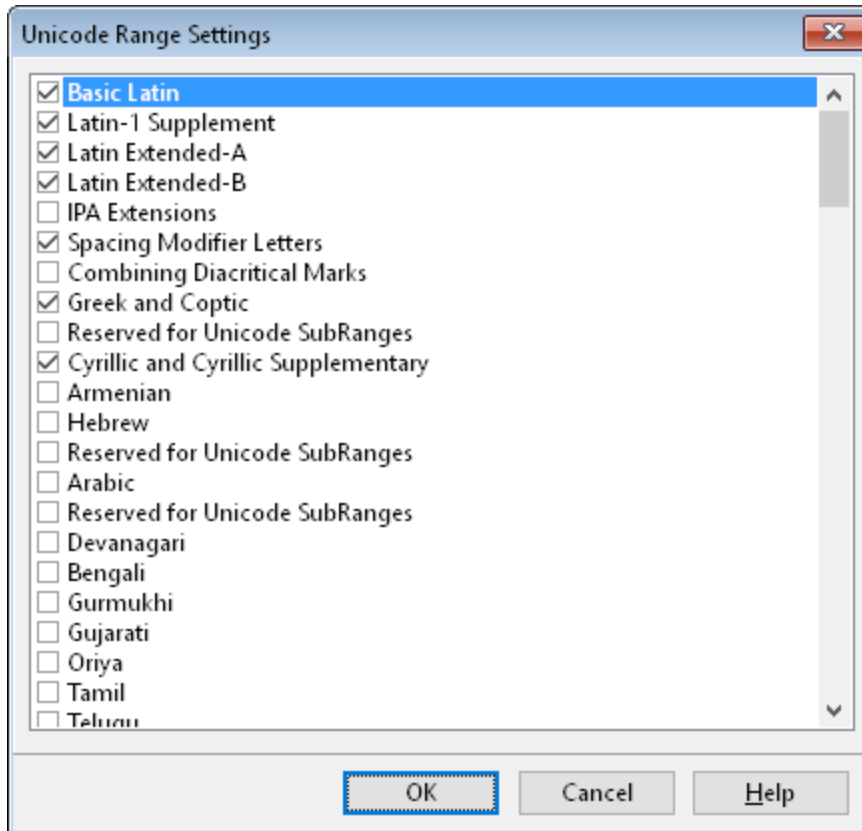 Unicode Range Settings
Basic Latin
Latin-1 Supplement
Latin Extended-A
Latin Extended-B
IPA Extensions
Spacing Modifier Letters
Combining Diacritical Marks
Greek and Coptic
Reserved for Unicode SubRanges
Cyrillic and Cyrillic Supplementary
Armenian
Hebrew
Reserved for Unicode SubRanges
Arabic
Reserved for Unicode SubRanges
Devanagari
Bengali
Gurmukhi
Gujarati
Oriya
Tamil
Telugu
OK Cancel Help